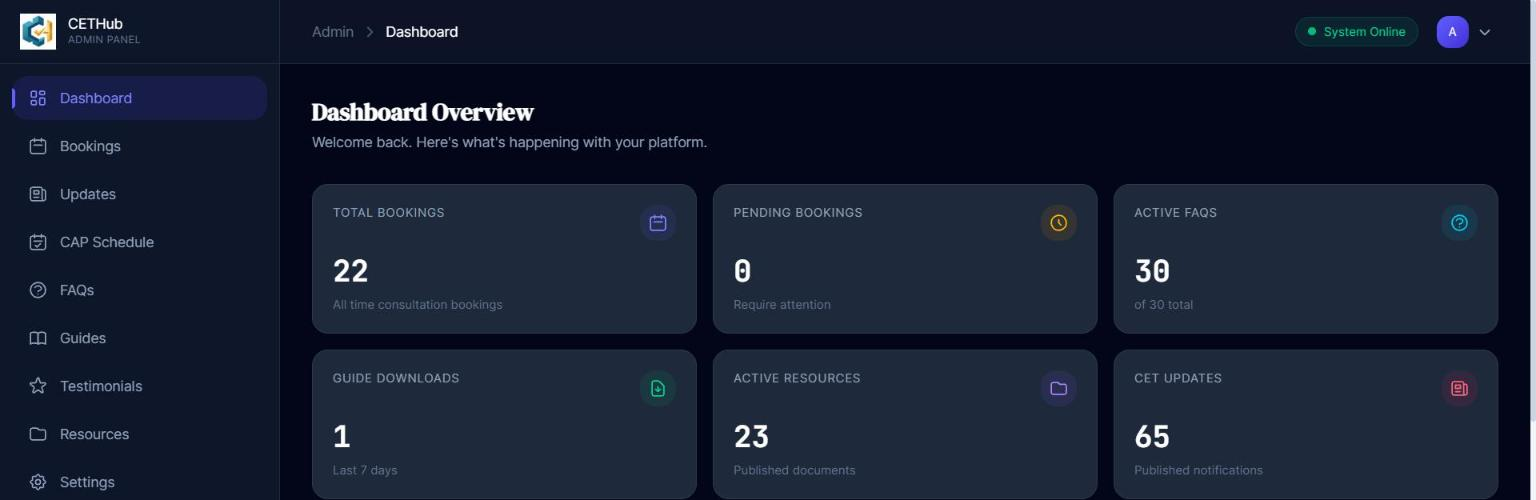 CETHub
ADMIN PANEL
Admin > Dashboard
System Online
A
Dashboard
Bookings
Updates
CAP Schedule
FAQs
Guides
Testimonials
Resources
Settings
Dashboard Overview
Welcome back. Here's what's happening with your platform.
TOTAL BOOKINGS
22
All time consultation bookings
PENDING BOOKINGS
0
Require attention
ACTIVE FAQS
30
of 30 total
GUIDE DOWNLOADS
1
Last 7 days
ACTIVE RESOURCES
23
Published documents
CET UPDATES
65
Published notifications